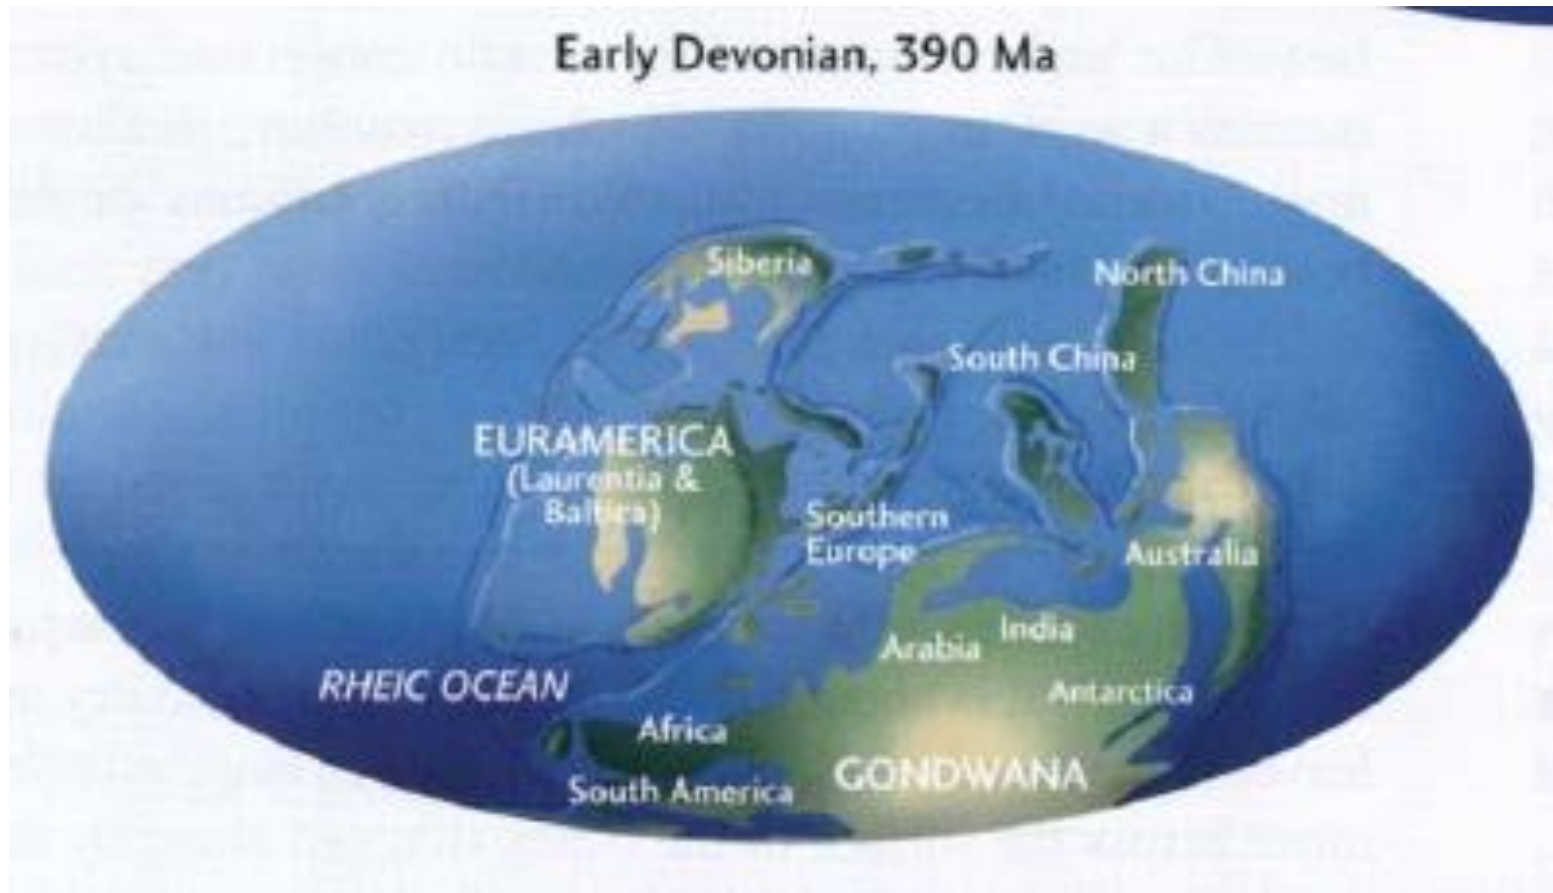 Early Devonian, 390 Ma
Siberia
North China
South China
EURAMERICA
(Laurentia &
Baltica)
Southern
Europe
Australia
India
Arabia
Antarctica
RHEIC OCEAN
Africa
GONDWANA
South America